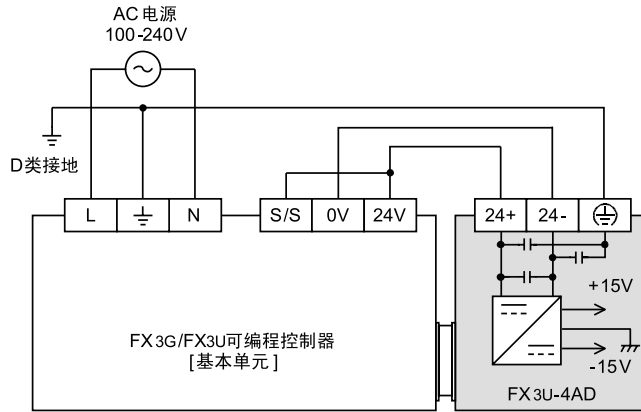 AC电源
100-240V
D类接地
L
N
S/S
0V
24V
24+
24-
+15V
-15V
FX3G/FX3U可编程控制器
[基本单元]
FX3U-4AD